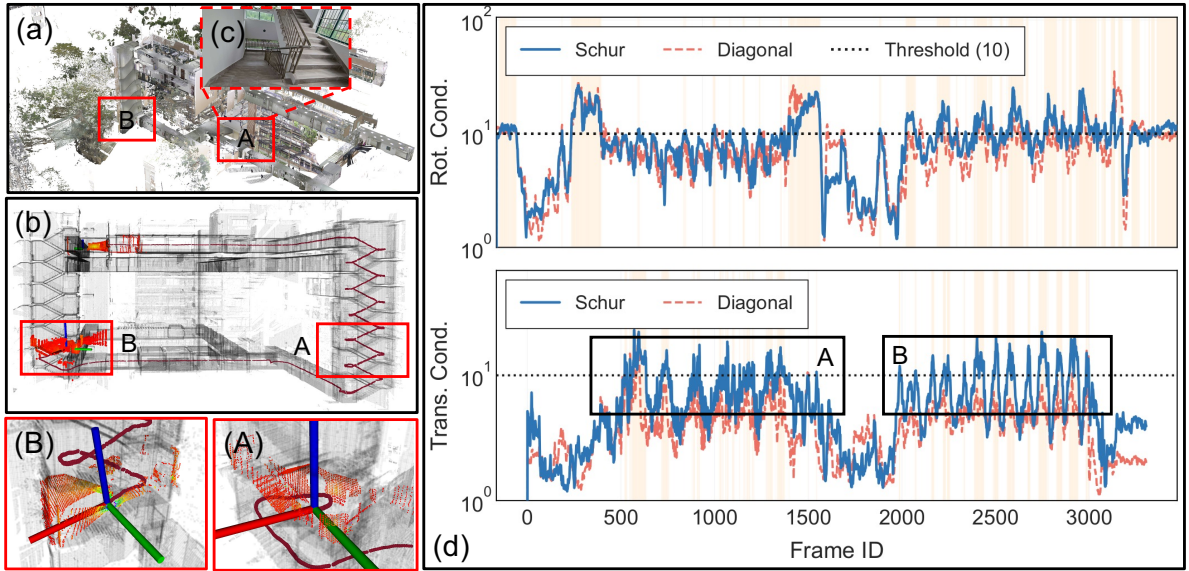 (a)
(c)
B
A
(b)
B
A
(B)
(A)
(d)
Rot. Cond.
10²
10¹
10⁰
Schur
Diagonal
Threshold (10)
Trans. Cond.
10¹
10⁰
Schur
Diagonal
A
B
0
500
1000
1500
2000
2500
3000
Frame ID